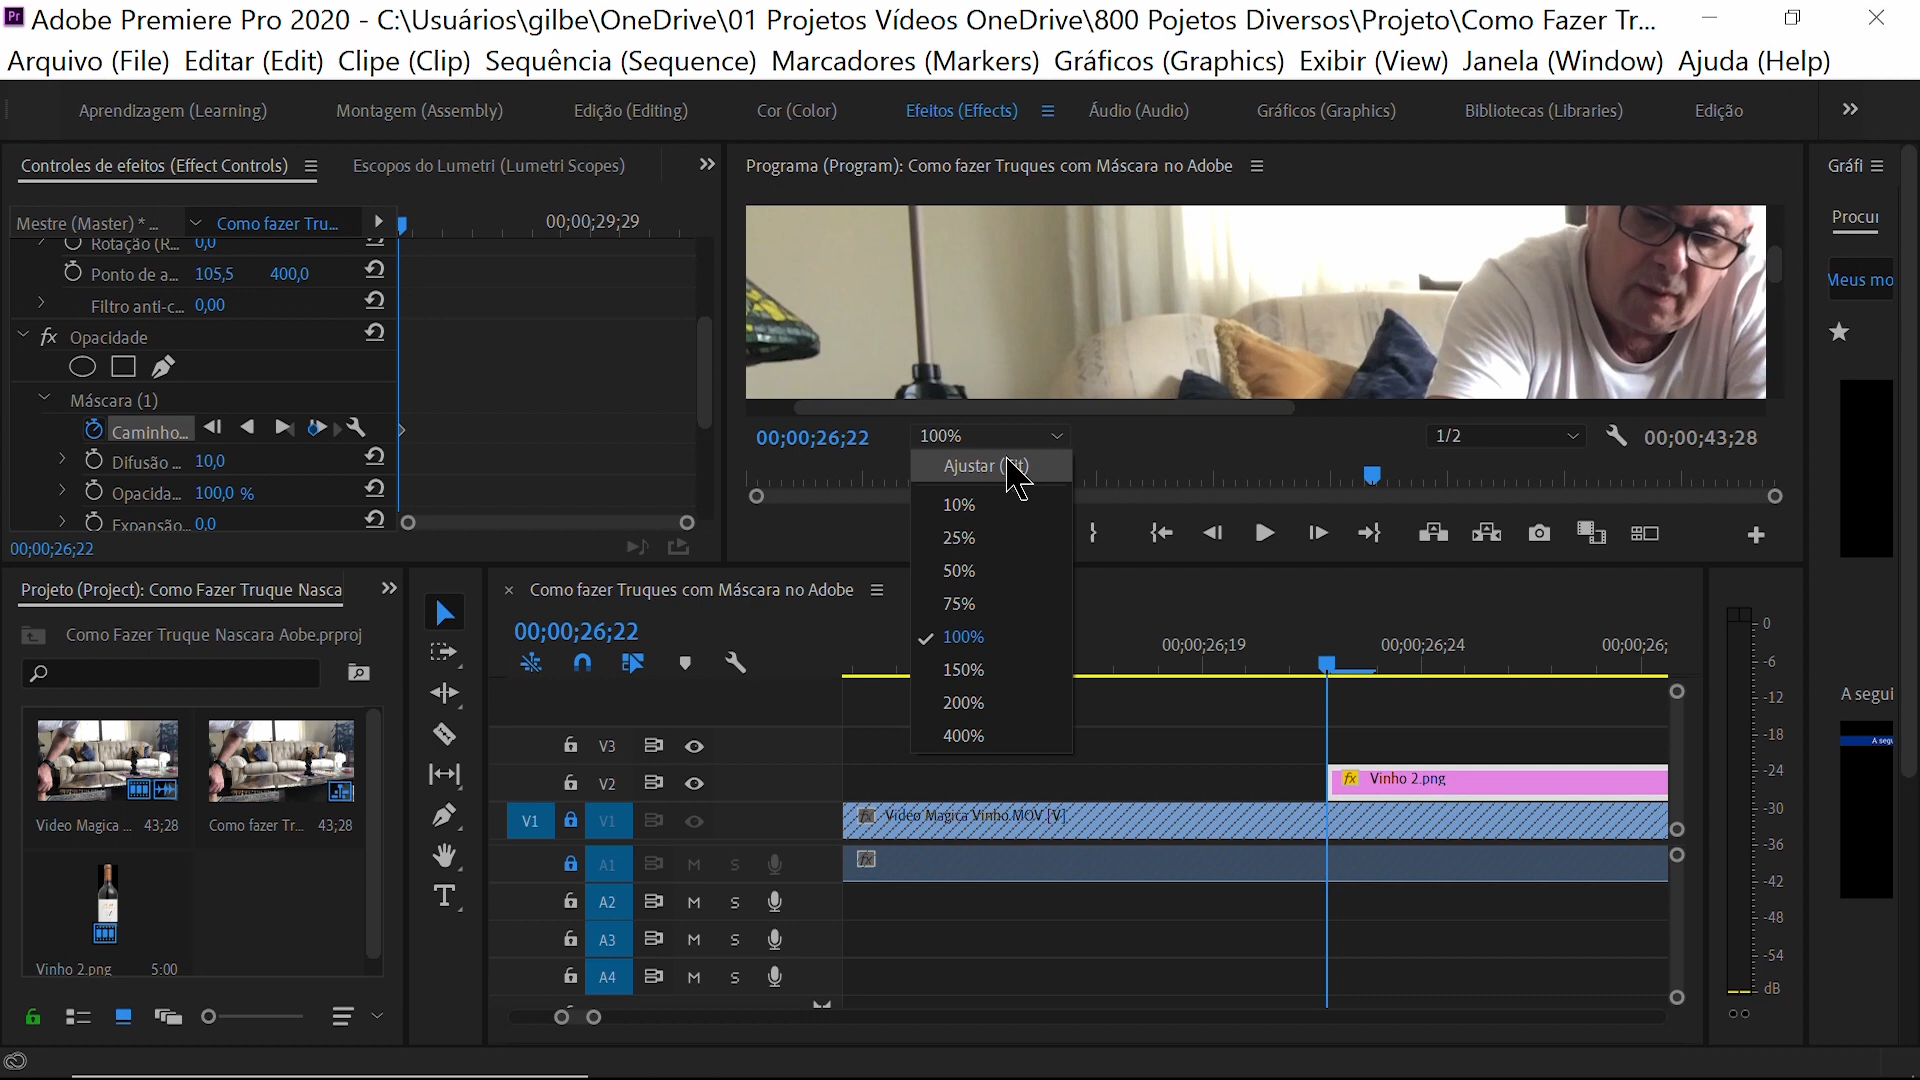 Adobe Premiere Pro 2020 - C:\Usuários\gilbe\OneDrive\01 Projetos Vídeos OneDrive\800 Pojetos Diversos\Projeto\Como Fazer Tr...
Arquivo (File) Editar (Edit) Clipe (Clip) Sequência (Sequence) Marcadores (Markers) Gráficos (Graphics) Exibir (View) Janela (Window) Ajuda (Help)
Aprendizagem (Learning) Montagem (Assembly) Edição (Editing) Cor (Color) Efeitos (Effects) Áudio (Audio) Gráficos (Graphics) Bibliotecas (Libraries) Edição
Controles de efeitos (Effect Controls) Escopos do Lumetri (Lumetri Scopes)
Mestre (Master) * ... Como fazer Tru... 00;00;29;29
Rotação (R... 0,0
Ponto de a... 105,5 400,0
Filtro anti-c... 0,00
fx Opacidade
Máscara (1)
Caminho...
Difusão ... 10,0
Opacida... 100,0 %
Expansão... 0,0
00;00;26;22
Programa (Program): Como fazer Truques com Máscara no Adobe
00;00;26;22 100% 1/2 00;00;43;28
Ajustar (Fit)
10%
25%
50%
75%
100%
150%
200%
400%
Gráfi
Procur
Meus mo
A segui
A segu
Projeto (Project): Como Fazer Truque Nasca
Como Fazer Truque Nascara Aobe.prproj
Video Magica ... 43;28
Como fazer Tr... 43;28
Vinho 2.png 5:00
Como fazer Truques com Máscara no Adobe
00;00;26;22
00;00;26;19 00;00;26;24 00;00;26;
V3
V2 fx Vinho 2.png
V1 V1 fx Video Magica Vinho.MOV [V]
A1 M S fx
A2 M S
A3 M S
A4 M S
0
-6
-12
-18
-24
-30
-36
-42
-48
-54
dB